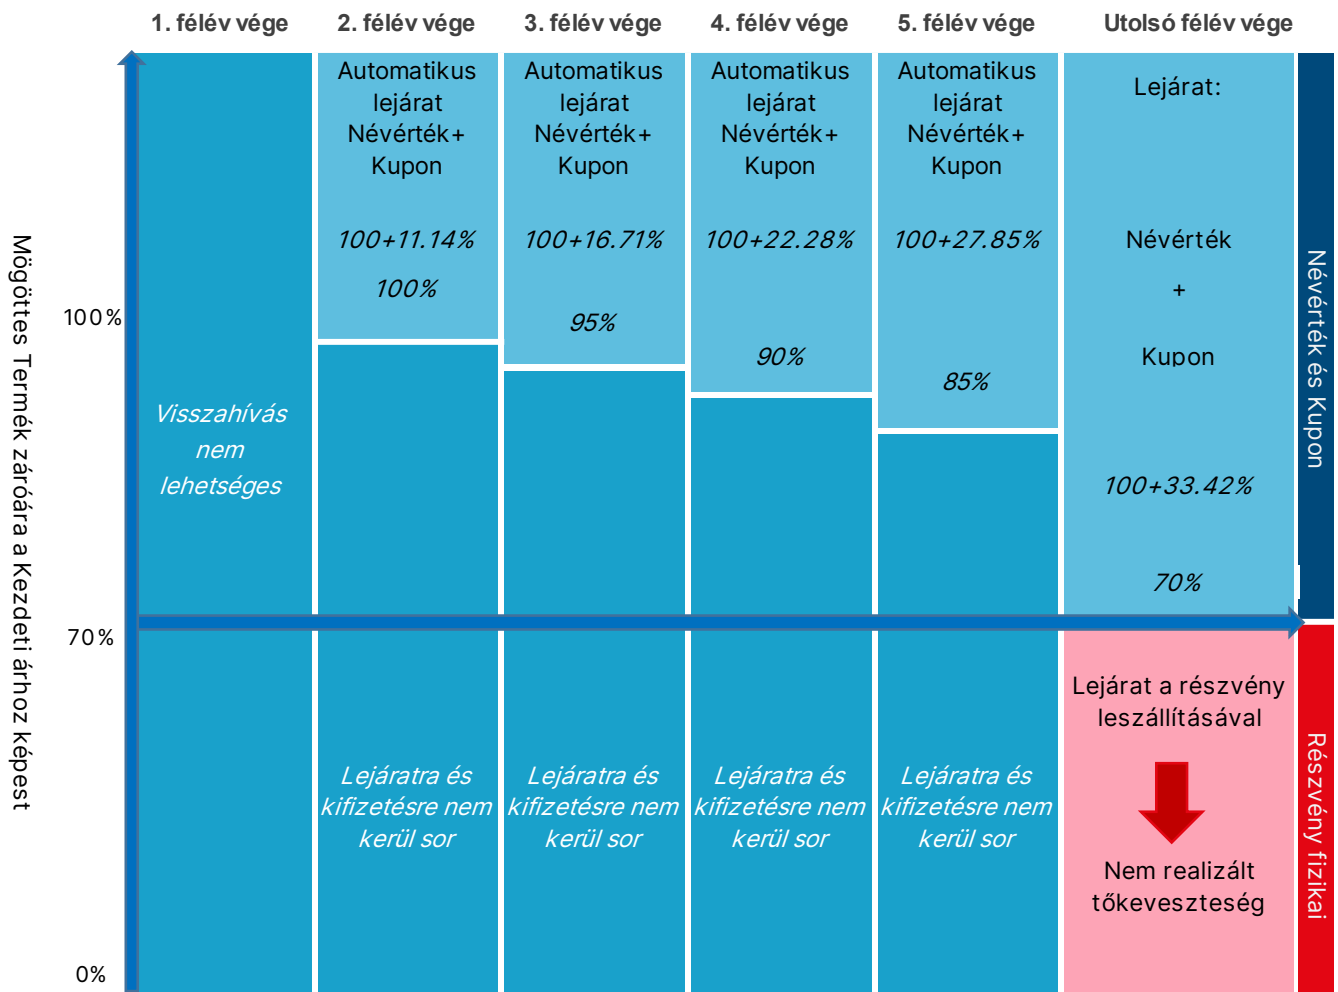 1. félév vége
2. félév vége
3. félév vége
4. félév vége
5. félév vége
Utolsó félév vége
Mögöttes Termék záróára a Kezdeti árhoz képest
100%
70%
0%
Visszahívás
nem
lehetséges
Automatikus
lejárat
Névérték+
Kupon
100+11.14%
100%
Lejáratra és
kifizetésre nem
kerül sor
Automatikus
lejárat
Névérték+
Kupon
100+16.71%
95%
Lejáratra és
kifizetésre nem
kerül sor
Automatikus
lejárat
Névérték+
Kupon
100+22.28%
90%
Lejáratra és
kifizetésre nem
kerül sor
Automatikus
lejárat
Névérték+
Kupon
100+27.85%
85%
Lejáratra és
kifizetésre nem
kerül sor
Lejárat:
Névérték
+
Kupon
100+33.42%
70%
Lejárat a részvény
leszállításával
Nem realizált
tőkeveszteség
Névérték és Kupon
Részvény fizikai